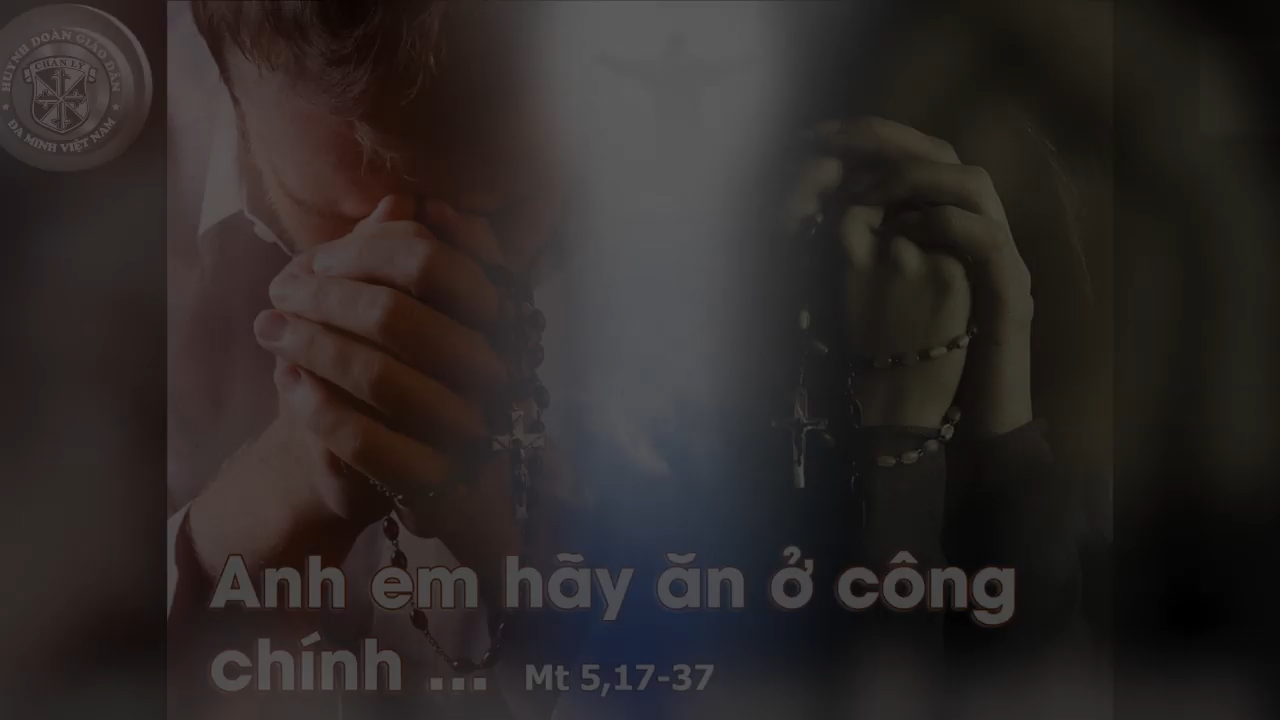 HUYNH ĐOÀN GIÁO DÂN
CHÂN LÝ
ĐA MINH VIỆT NAM
Anh em hãy ăn ở công
chính ... Mt 5,17-37